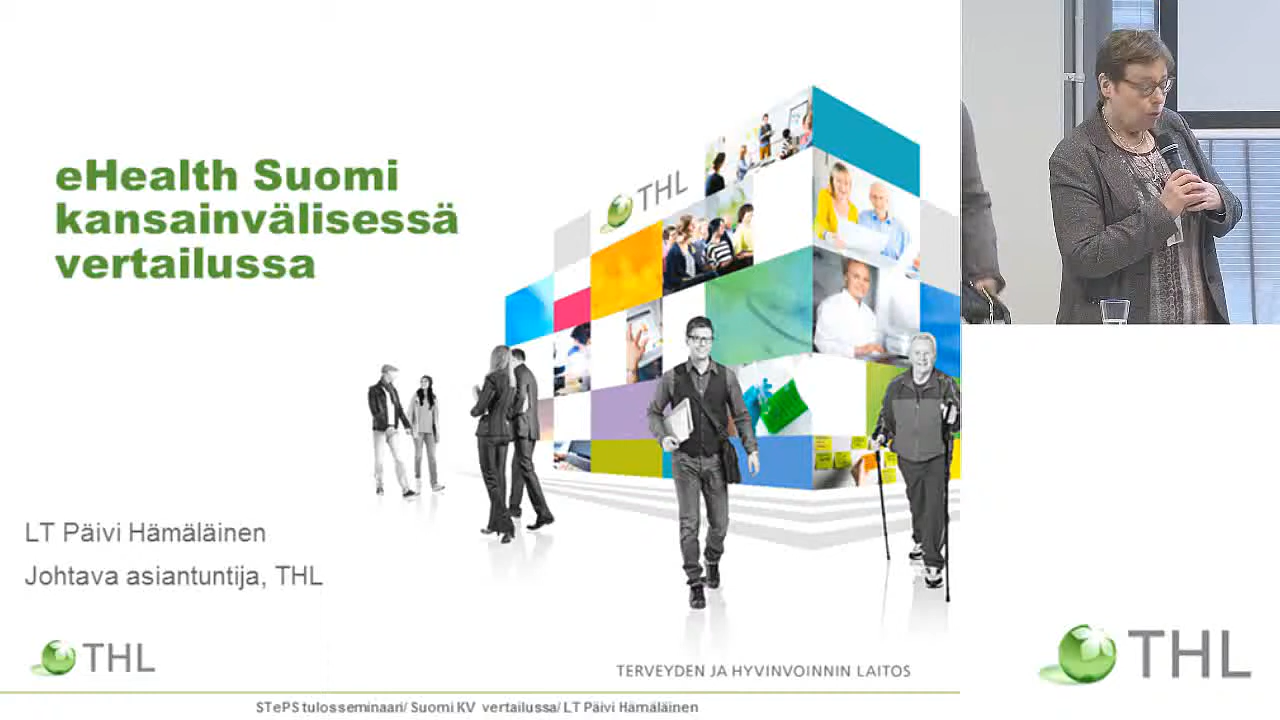 eHealth Suomi
kansainvälisessä
vertailussa
THL
LT Päivi Hämäläinen
Johtava asiantuntija, THL
THL
TERVEYDEN JA HYVINVOINNIN LAITOS
STePS tulosseminaari/ Suomi KV vertailussa/ LT Päivi Hämäläinen
THL